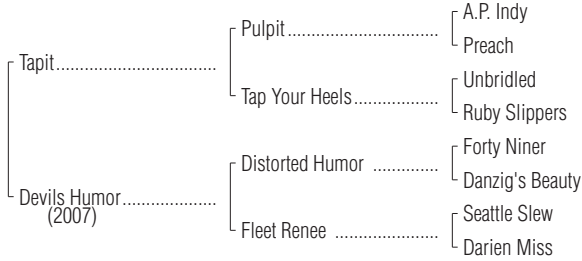 A.P. Indy
Pulpit..................................
Preach
Tapit....................................
Unbridled
Tap Your Heels...................
Ruby Slippers
Forty Niner
Distorted Humor ...............
Danzig's Beauty
Devils Humor.....................
(2007)
Seattle Slew
Fleet Renee .......................
Darien Miss